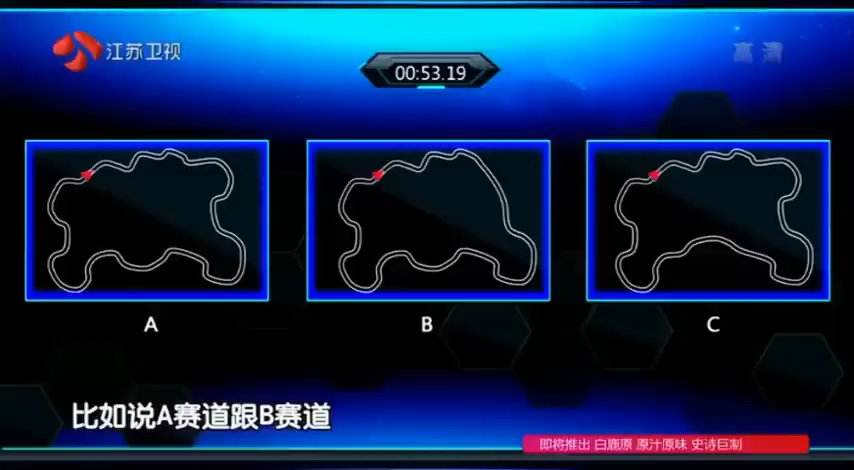 江苏卫视
高清
00:53.19
A
B
C
比如说A赛道跟B赛道
即将推出 白鹿原 原汁原味 史诗巨制